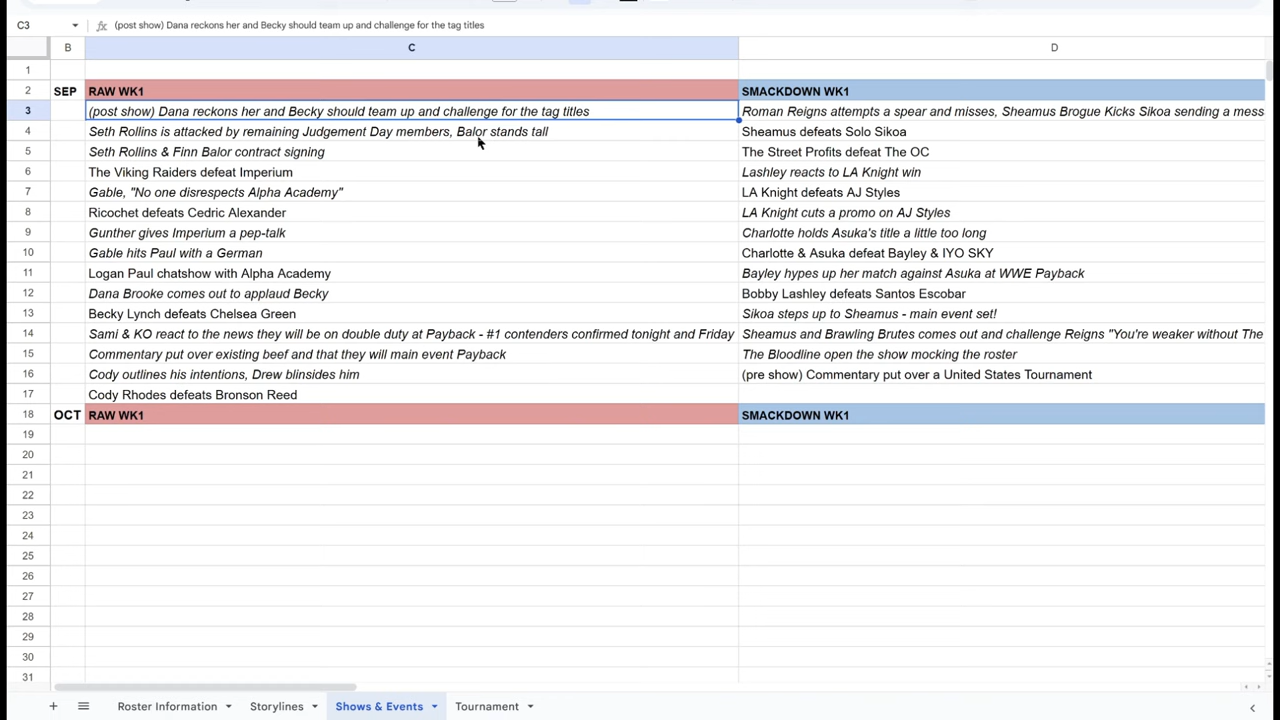 C3 fx (post show) Dana reckons her and Becky should team up and challenge for the tag titles
B C D
1
2 SEP RAW WK1 SMACKDOWN WK1
3 (post show) Dana reckons her and Becky should team up and challenge for the tag titles Roman Reigns attempts a spear and misses, Sheamus Brogue Kicks Sikoa sending a mess
4 Seth Rollins is attacked by remaining Judgement Day members, Balor stands tall Sheamus defeats Solo Sikoa
5 Seth Rollins & Finn Balor contract signing The Street Profits defeat The OC
6 The Viking Raiders defeat Imperium Lashley reacts to LA Knight win
7 Gable, "No one disrespects Alpha Academy" LA Knight defeats AJ Styles
8 Ricochet defeats Cedric Alexander LA Knight cuts a promo on AJ Styles
9 Gunther gives Imperium a pep-talk Charlotte holds Asuka's title a little too long
10 Gable hits Paul with a German Charlotte & Asuka defeat Bayley & IYO SKY
11 Logan Paul chatshow with Alpha Academy Bayley hypes up her match against Asuka at WWE Payback
12 Dana Brooke comes out to applaud Becky Bobby Lashley defeats Santos Escobar
13 Becky Lynch defeats Chelsea Green Sikoa steps up to Sheamus - main event set!
14 Sami & KO react to the news they will be on double duty at Payback - #1 contenders confirmed tonight and Friday Sheamus and Brawling Brutes comes out and challenge Reigns "You're weaker without The
15 Commentary put over existing beef and that they will main event Payback The Bloodline open the show mocking the roster
16 Cody outlines his intentions, Drew blinsides him (pre show) Commentary put over a United States Tournament
17 Cody Rhodes defeats Bronson Reed
18 OCT RAW WK1 SMACKDOWN WK1
19
20
21
22
23
24
25
26
27
28
29
30
31
Roster Information Storylines Shows & Events Tournament